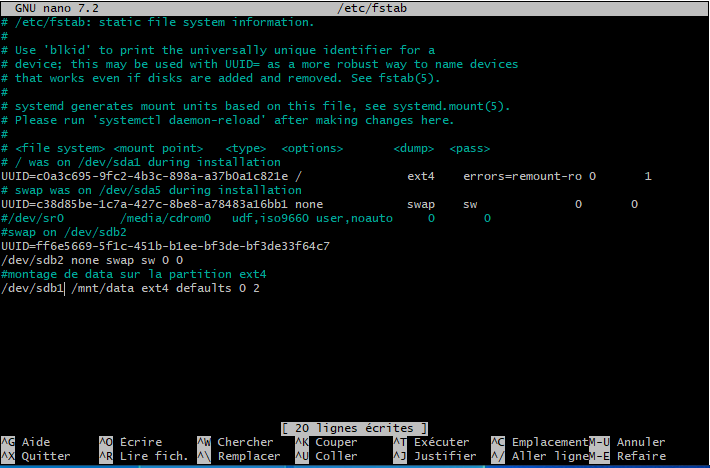 GNU nano 7.2 /etc/fstab
# /etc/fstab: static file system information.
#
# Use 'blkid' to print the universally unique identifier for a
# device; this may be used with UUID= as a more robust way to name devices
# that works even if disks are added and removed. See fstab(5).
#
# systemd generates mount units based on this file, see systemd.mount(5).
# Please run 'systemctl daemon-reload' after making changes here.
#
# <file system> <mount point> <type> <options> <dump> <pass>
# / was on /dev/sda1 during installation
UUID=c0a3c695-9fc2-4b3c-898a-a37b0a1c821e / ext4 errors=remount-ro 0 1
# swap was on /dev/sda5 during installation
UUID=c38d85be-1c7a-427c-8be8-a78483a16bb1 none swap sw 0 0
#/dev/sr0 /media/cdrom0 udf,iso9660 user,noauto 0 0
#swap on /dev/sdb2
UUID=ff6e5669-5f1c-451b-b1ee-bf3de-bf3de33f64c7
/dev/sdb2 none swap sw 0 0
#montage de data sur la partition ext4
/dev/sdb1 /mnt/data ext4 defaults 0 2
[ 20 lignes écrites ]
^G Aide ^O Écrire ^W Chercher ^K Couper ^T Exécuter ^C Emplacement M-U Annuler
^X Quitter ^R Lire fich. ^\ Remplacer ^U Coller ^J Justifier ^/ Aller ligne M-E Refaire